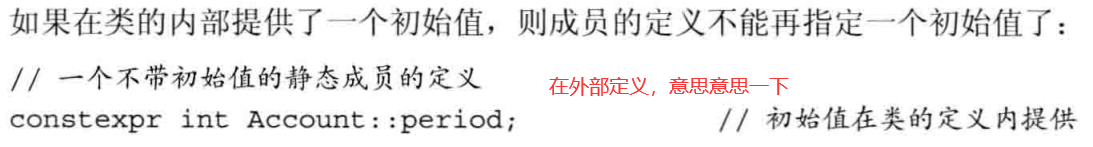 如果在类的内部提供了一个初始值，则成员的定义不能再指定一个初始值了：
// 一个不带初始值的静态成员的定义 在外部定义，意思意思一下
constexpr int Account::period; // 初始值在类的定义内提供